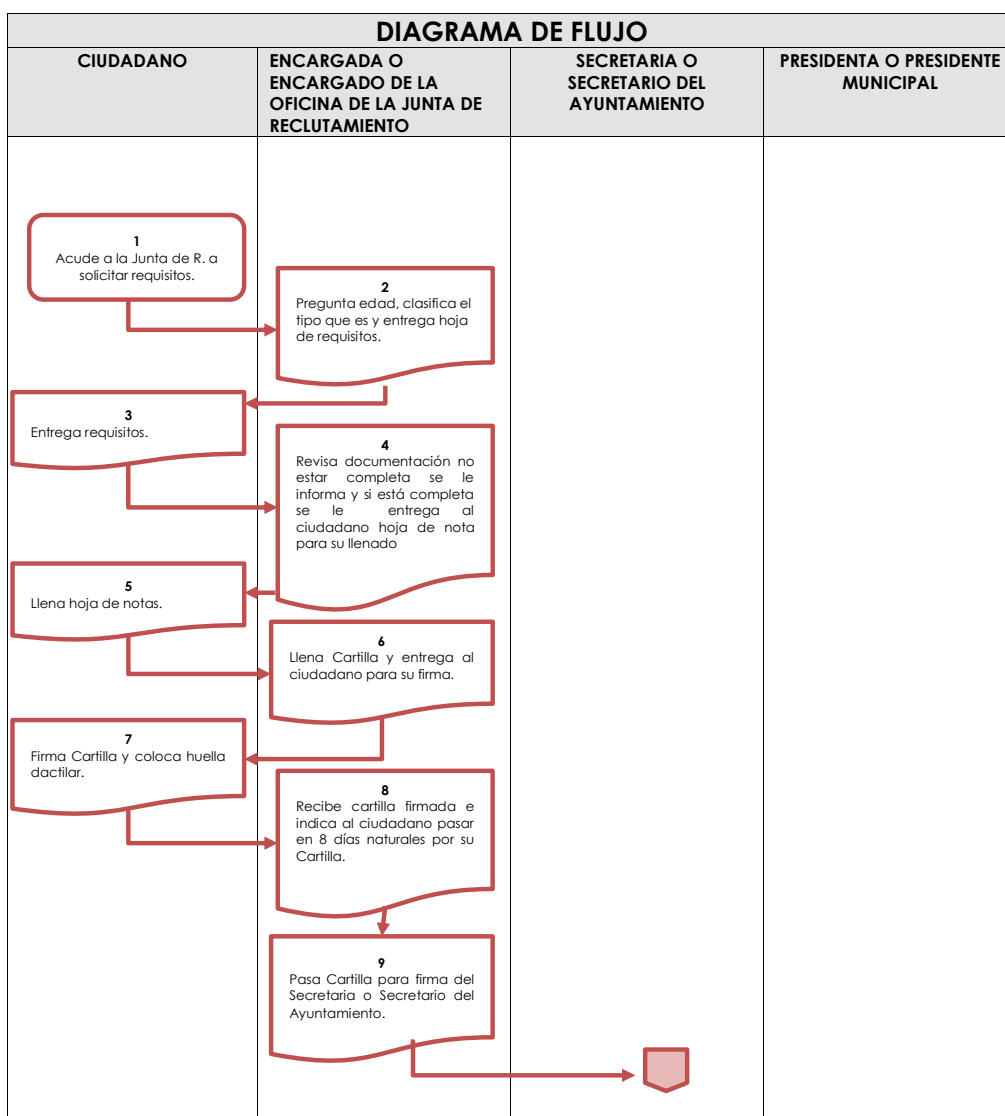 DIAGRAMA DE FLUJO
CIUDADANO
ENCARGADA O
ENCARGADO DE LA
OFICINA DE LA JUNTA DE
RECLUTAMIENTO
SECRETARIA O
SECRETARIO DEL
AYUNTAMIENTO
PRESIDENTA O PRESIDENTE
MUNICIPAL
1
Acude a la Junta de R. a
solicitar requisitos.
2
Pregunta edad, clasifica el
tipo que es y entrega hoja
de requisitos.
3
Entrega requisitos.
4
Revisa documentación no
estar completa se le
informa y si está completa
se le entrega al
ciudadano hoja de nota
para su llenado
5
Llena hoja de notas.
6
Llena Cartilla y entrega al
ciudadano para su firma.
7
Firma Cartilla y coloca huella
dactilar.
8
Recibe cartilla firmada e
indica al ciudadano pasar
en 8 días naturales por su
Cartilla.
9
Pasa Cartilla para firma del
Secretaria o Secretario del
Ayuntamiento.